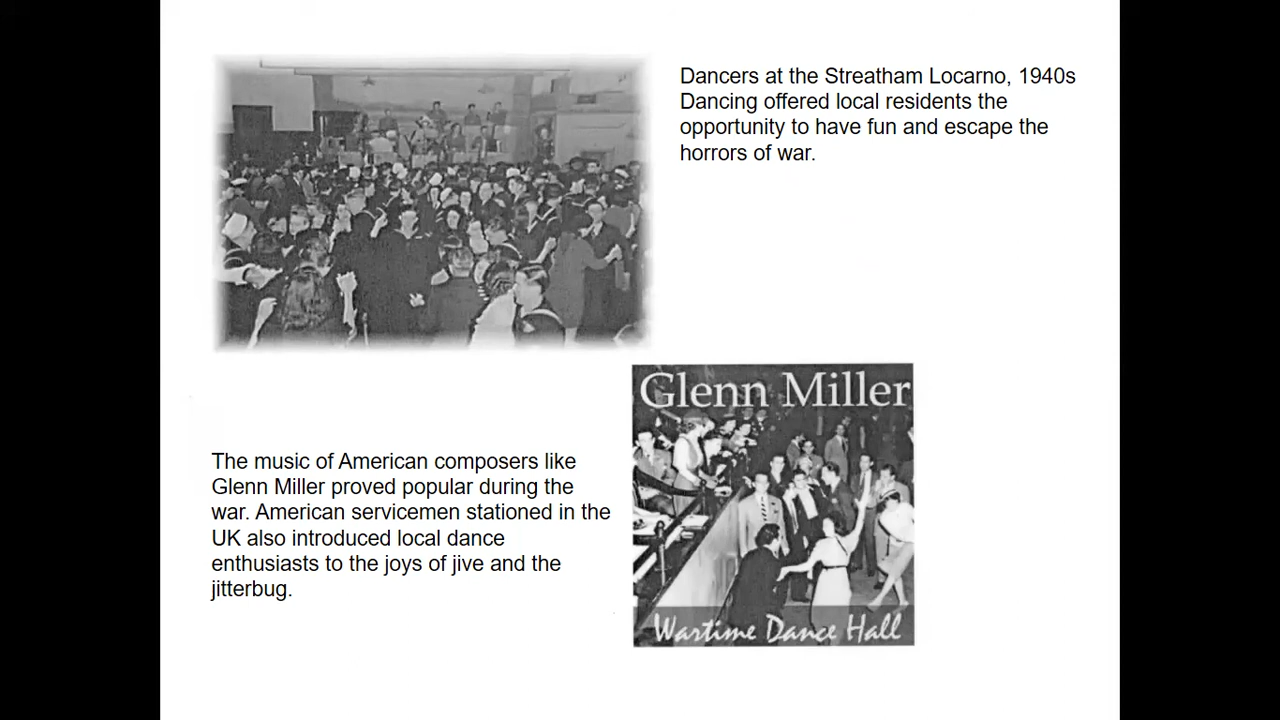 Dancers at the Streatham Locarno, 1940s
Dancing offered local residents the
opportunity to have fun and escape the
horrors of war.
Glenn Miller
The music of American composers like
Glenn Miller proved popular during the
war. American servicemen stationed in the
UK also introduced local dance
enthusiasts to the joys of jive and the
jitterbug.
Wartime Dance Hall